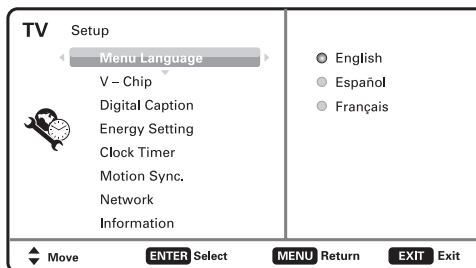 TV Setup
Menu Language
V – Chip
Digital Caption
Energy Setting
Clock Timer
Motion Sync.
Network
Information
English
Español
Français
Move ENTER Select MENU Return EXIT Exit